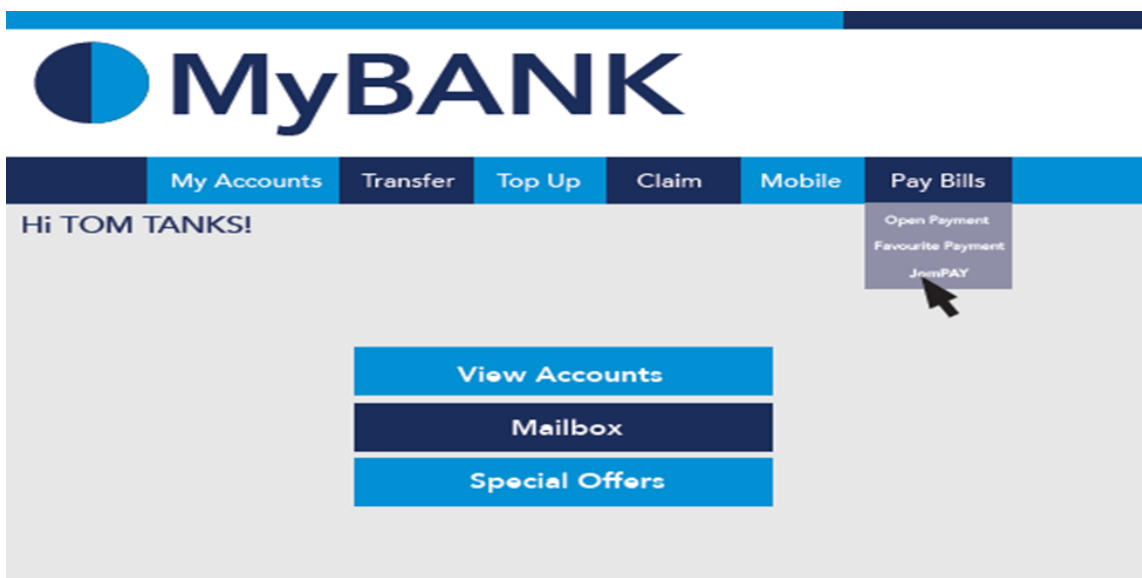 MyBANK
My Accounts Transfer Top Up Claim Mobile Pay Bills
Hi TOM TANKS!
Open Payment
Favourite Payment
JomPAY
View Accounts
Mailbox
Special Offers